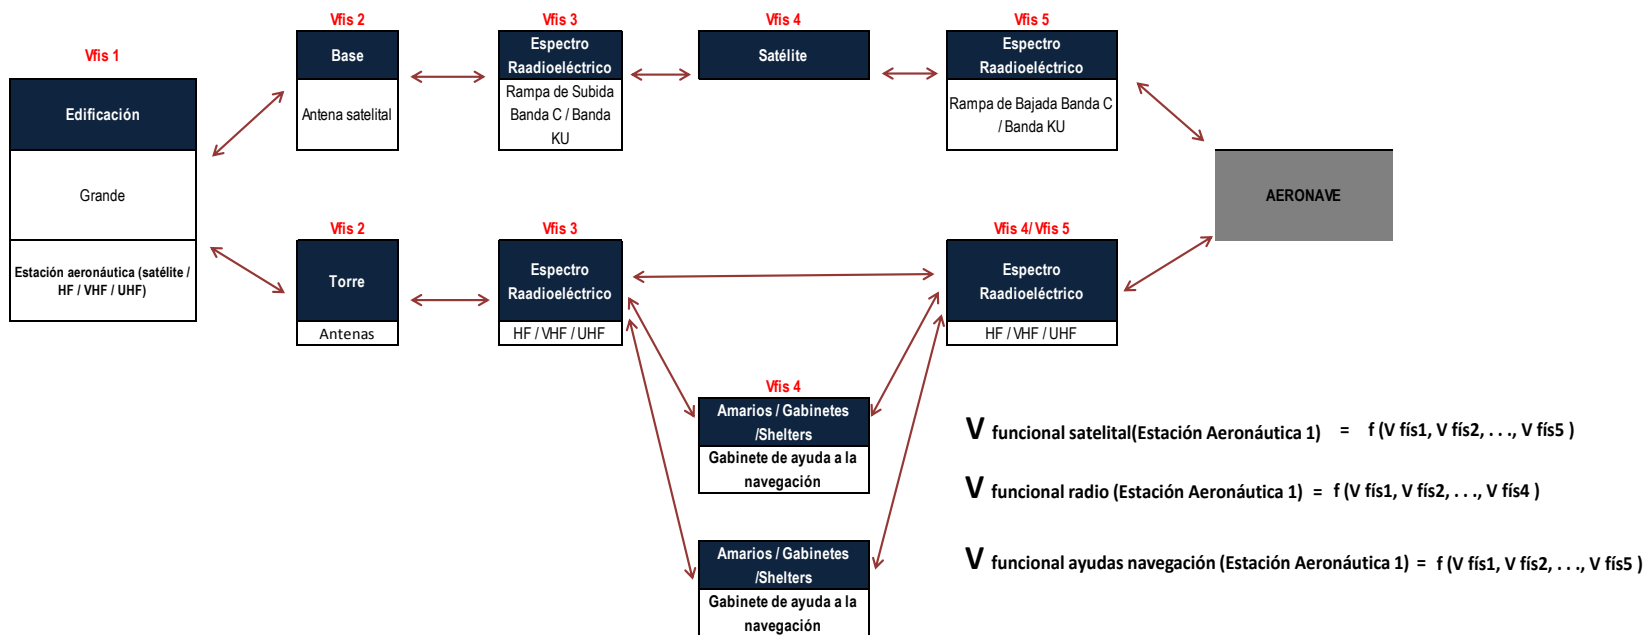 Vfis 1
Edificación
Grande
Estación aeronáutica (satélite /
HF / VHF / UHF)
Vfis 2
Base
Antena satelital
Vfis 3
Espectro
Raadioeléctrico
Rampa de Subida
Banda C / Banda
KU
Vfis 4
Satélite
Vfis 5
Espectro
Raadioeléctrico
Rampa de Bajada Banda C
/ Banda KU
AERONAVE
Vfis 2
Torre
Antenas
Vfis 3
Espectro
Raadioeléctrico
HF / VHF / UHF
Vfis 4/ Vfis 5
Espectro
Raadioeléctrico
HF / VHF / UHF
Vfis 4
Amarios / Gabinetes
/Shelters
Gabinete de ayuda a la
navegación
Amarios / Gabinetes
/Shelters
Gabinete de ayuda a la
navegación
V funcional satelital(Estación Aeronáutica 1) = f (V fís1, V fís2, . . ., V fís5 )
V funcional radio (Estación Aeronáutica 1) = f (V fís1, V fís2, . . ., V fís4 )
V funcional ayudas navegación (Estación Aeronáutica 1) = f (V fís1, V fís2, . . ., V fís5 )